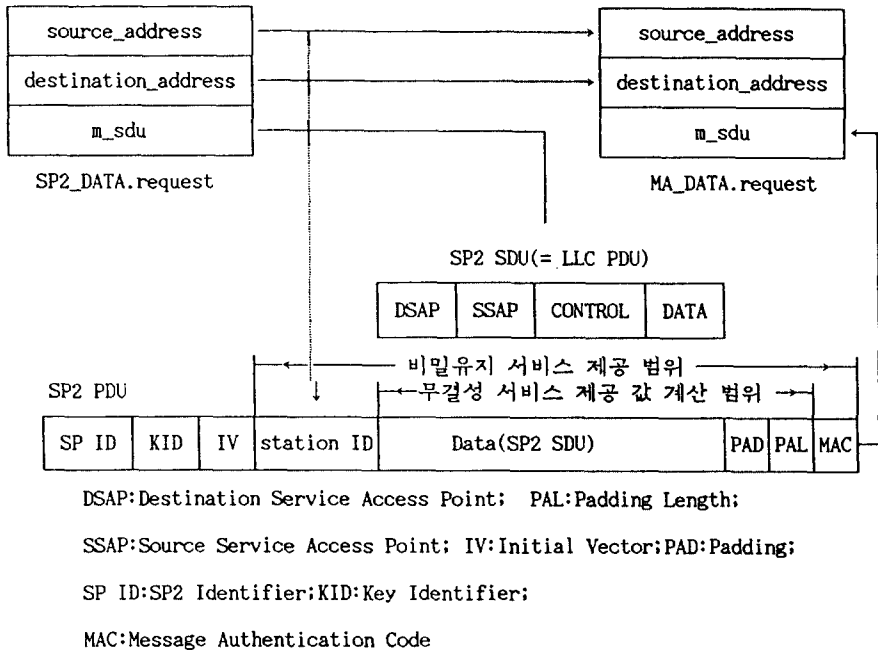 source_address
destination_address
m_sdu
SP2_DATA.request
source_address
destination_address
m_sdu
MA_DATA.request
SP2 SDU(= LLC PDU)
DSAP SSAP CONTROL DATA
비밀유지 서비스 제공 범위
SP2 PDU
무결성 서비스 제공 값 계산 범위
SP ID KID IV station ID Data(SP2 SDU) PAD PAL MAC
DSAP:Destination Service Access Point; PAL:Padding Length;
SSAP:Source Service Access Point; IV:Initial Vector;PAD:Padding;
SP ID:SP2 Identifier;KID:Key Identifier;
MAC:Message Authentication Code